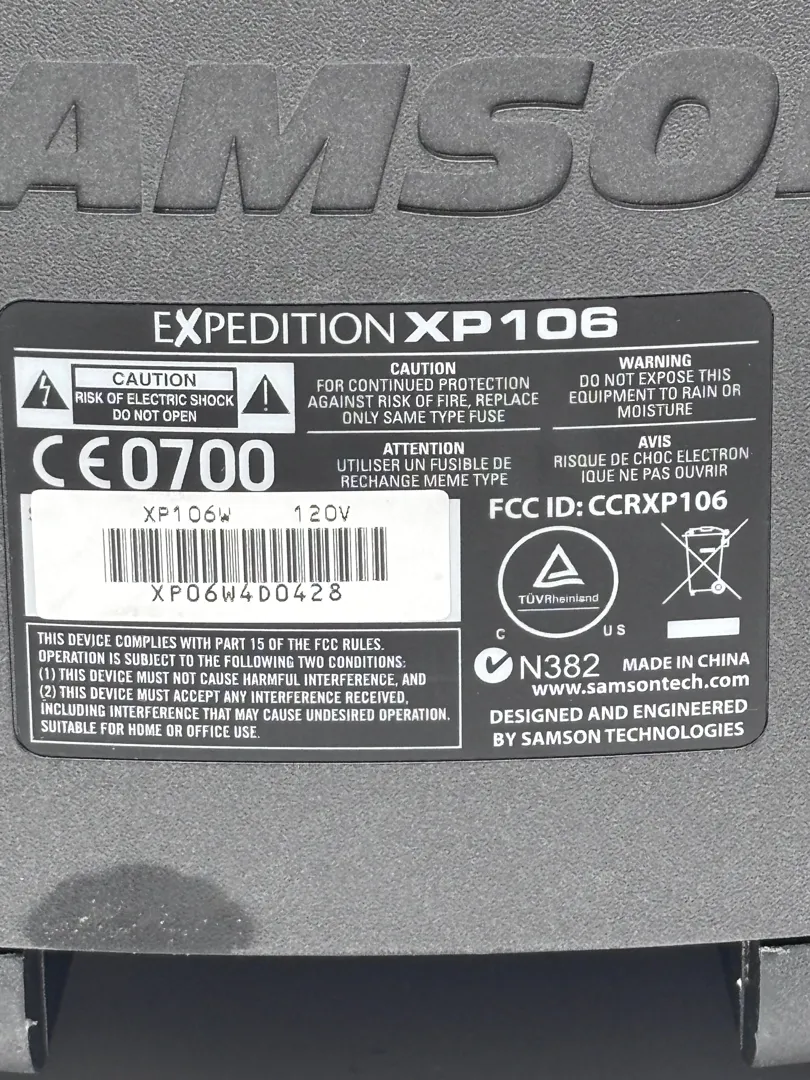 AMSO
EXPEDITION XP106
CAUTION
RISK OF ELECTRIC SHOCK
DO NOT OPEN
CAUTION
FOR CONTINUED PROTECTION
AGAINST RISK OF FIRE, REPLACE
ONLY SAME TYPE FUSE
WARNING
DO NOT EXPOSE THIS
EQUIPMENT TO RAIN OR
MOISTURE
CE0700
ATTENTION
UTILISER UN FUSIBLE DE
RECHANGE MEME TYPE
AVIS
RISQUE DE CHOC ELECTRON
IQUE NE PAS OUVRIR
XP106W 120V
XP06W4D0428
FCC ID: CCRXP106
TÜVRheinland
C US
THIS DEVICE COMPLIES WITH PART 15 OF THE FCC RULES.
OPERATION IS SUBJECT TO THE FOLLOWING TWO CONDITIONS:
(1) THIS DEVICE MUST NOT CAUSE HARMFUL INTERFERENCE, AND
(2) THIS DEVICE MUST ACCEPT ANY INTERFERENCE RECEIVED,
INCLUDING INTERFERENCE THAT MAY CAUSE UNDESIRED OPERATION.
SUITABLE FOR HOME OR OFFICE USE.
N382 MADE IN CHINA
www.samsontech.com
DESIGNED AND ENGINEERED
BY SAMSON TECHNOLOGIES